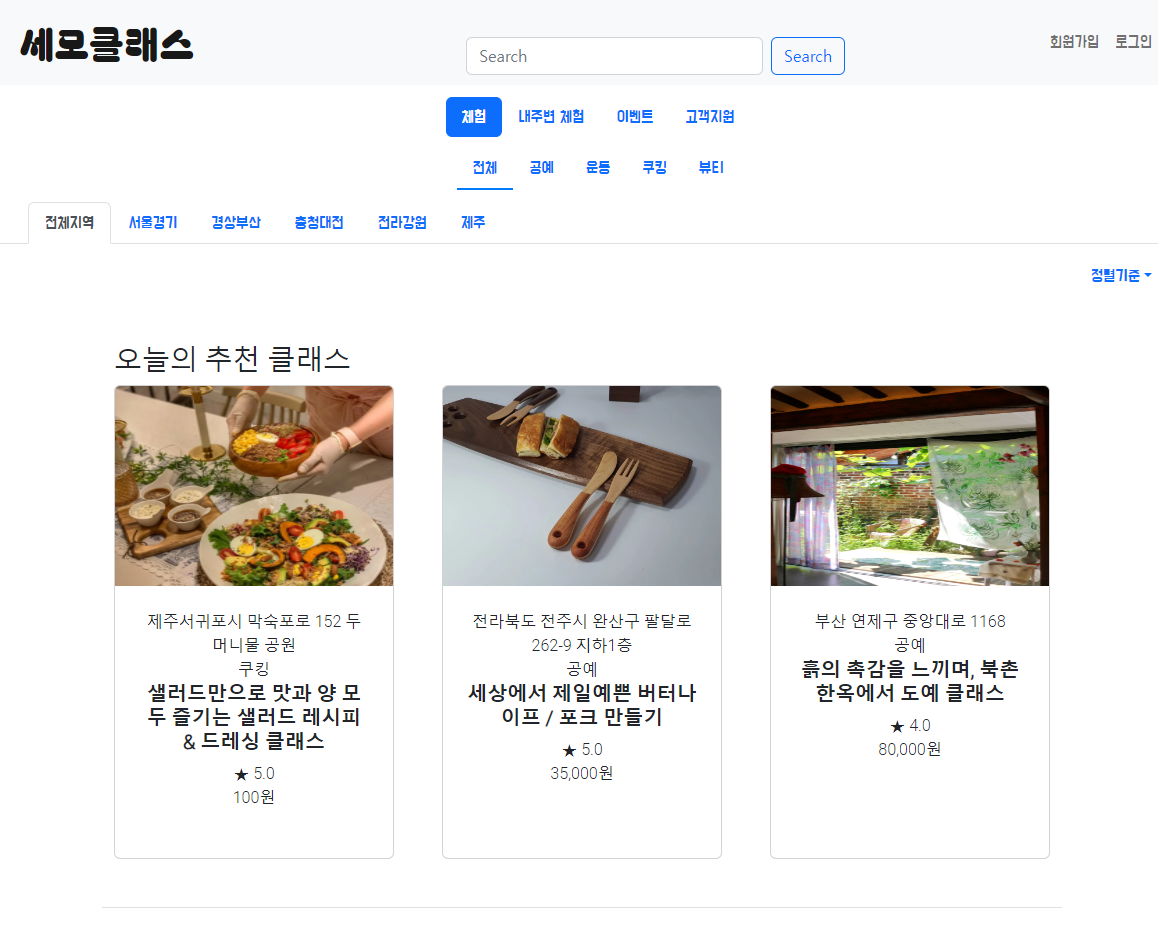 세모클래스
Search Search
회원가입 로그인
체험 내주변 체험 이벤트 고객지원
전체 공예 운동 쿠킹 뷰티
전체지역 서울경기 경상부산 충청대전 전라강원 제주
정렬기준
오늘의 추천 클래스
제주서귀포시 막숙포로 152 두
머니물 공원
쿠킹
샐러드만으로 맛과 양 모
두 즐기는 샐러드 레시피
& 드레싱 클래스
★ 5.0
100원
전라북도 전주시 완산구 팔달로
262-9 지하1층
공예
세상에서 제일예쁜 버터나
이프 / 포크 만들기
★ 5.0
35,000원
부산 연제구 중앙대로 1168
공예
흙의 촉감을 느끼며, 북촌
한옥에서 도예 클래스
★ 4.0
80,000원